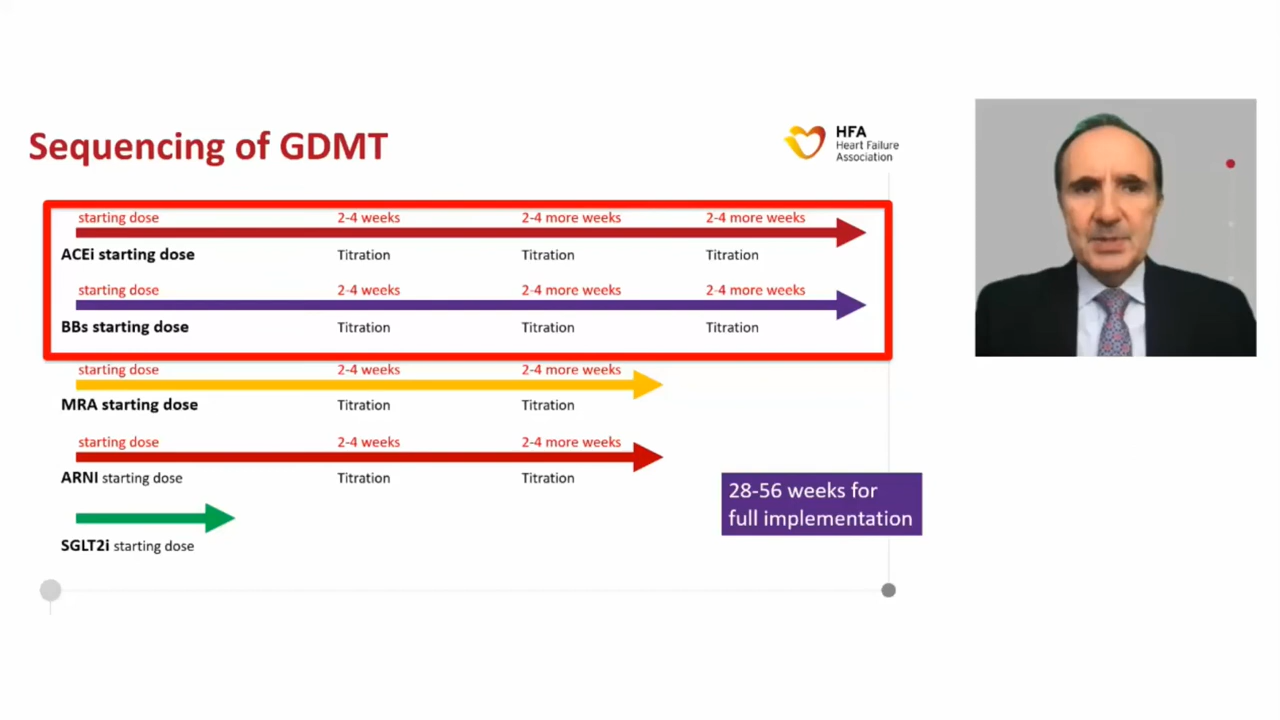 Sequencing of GDMT
HFA
Heart Failure
Association
starting dose 2-4 weeks 2-4 more weeks 2-4 more weeks
ACEi starting dose Titration Titration Titration
starting dose 2-4 weeks 2-4 more weeks 2-4 more weeks
BBs starting dose Titration Titration Titration
starting dose 2-4 weeks 2-4 more weeks
MRA starting dose Titration Titration
starting dose 2-4 weeks 2-4 more weeks
ARNI starting dose Titration Titration
28-56 weeks for
full implementation
SGLT2i starting dose